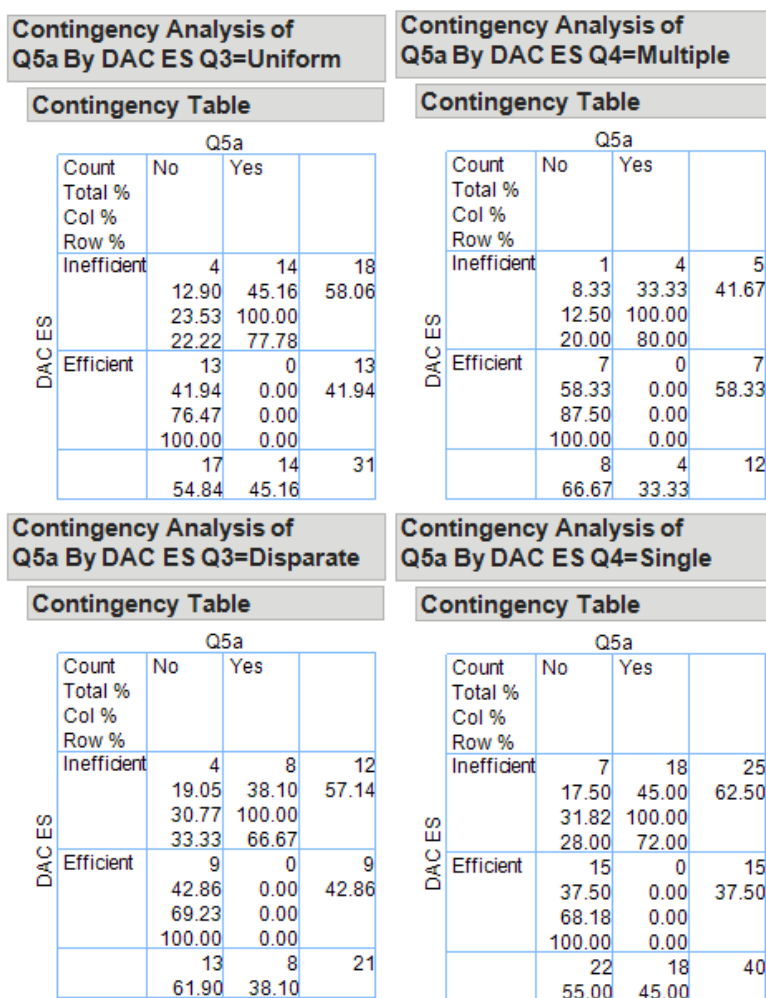 Contingency Analysis of
Q5a By DAC ES Q3=Uniform
Contingency Table
Q5a
Count No Yes
Total %
Col %
Row %
DAC ES
Inefficient 4 14 18
12.90 45.16 58.06
23.53 100.00
22.22 77.78
Efficient 13 0 13
41.94 0.00 41.94
76.47 0.00
100.00 0.00
17 14 31
54.84 45.16
Contingency Analysis of
Q5a By DAC ES Q4=Multiple
Contingency Table
Q5a
Count No Yes
Total %
Col %
Row %
DAC ES
Inefficient 1 4 5
8.33 33.33 41.67
12.50 100.00
20.00 80.00
Efficient 7 0 7
58.33 0.00 58.33
87.50 0.00
100.00 0.00
8 4 12
66.67 33.33
Contingency Analysis of
Q5a By DAC ES Q3=Disparate
Contingency Table
Q5a
Count No Yes
Total %
Col %
Row %
DAC ES
Inefficient 4 8 12
19.05 38.10 57.14
30.77 100.00
33.33 66.67
Efficient 9 0 9
42.86 0.00 42.86
69.23 0.00
100.00 0.00
13 8 21
61.90 38.10
Contingency Analysis of
Q5a By DAC ES Q4=Single
Contingency Table
Q5a
Count No Yes
Total %
Col %
Row %
DAC ES
Inefficient 7 18 25
17.50 45.00 62.50
31.82 100.00
28.00 72.00
Efficient 15 0 15
37.50 0.00 37.50
68.18 0.00
100.00 0.00
22 18 40
55.00 45.00